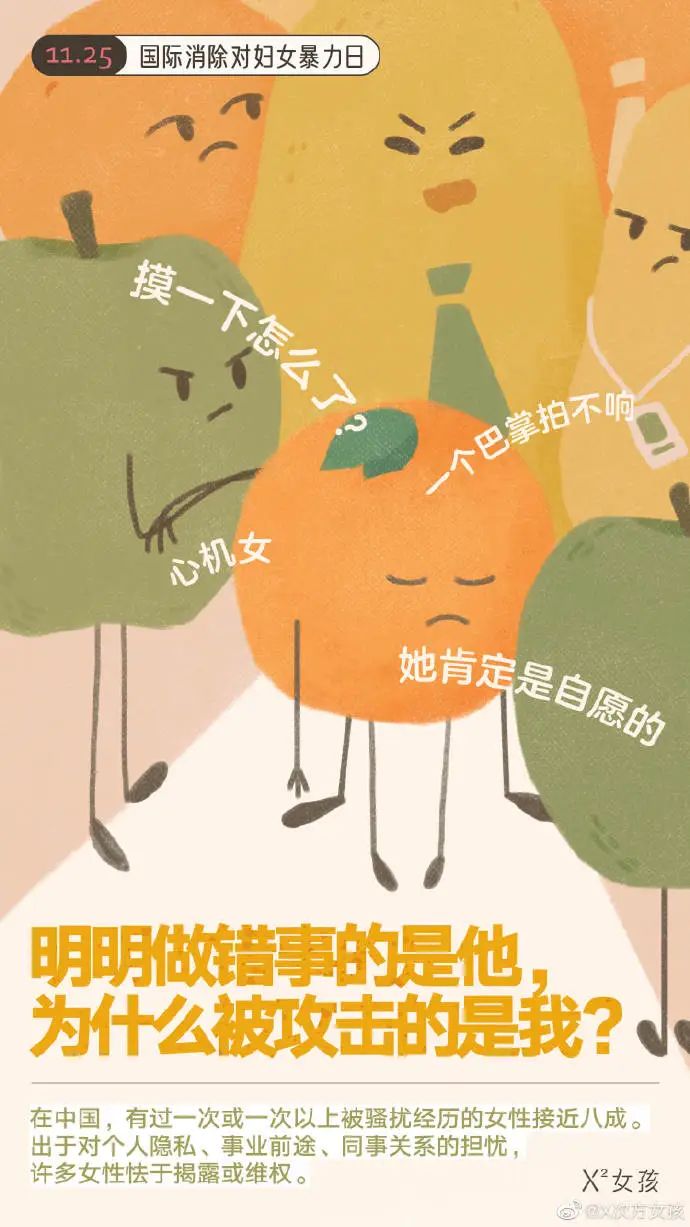 11.25 国际消除对妇女暴力日
摸一下怎么了?
一个巴掌拍不响
心机女
她肯定是自愿的
明明做错事的是他，
为什么被攻击的是我?
在中国，有过一次或一次以上被骚扰经历的女性接近八成。
出于对个人隐私、事业前途、同事关系的担忧，
许多女性怯于揭露或维权。
X²女孩
@X次方女孩